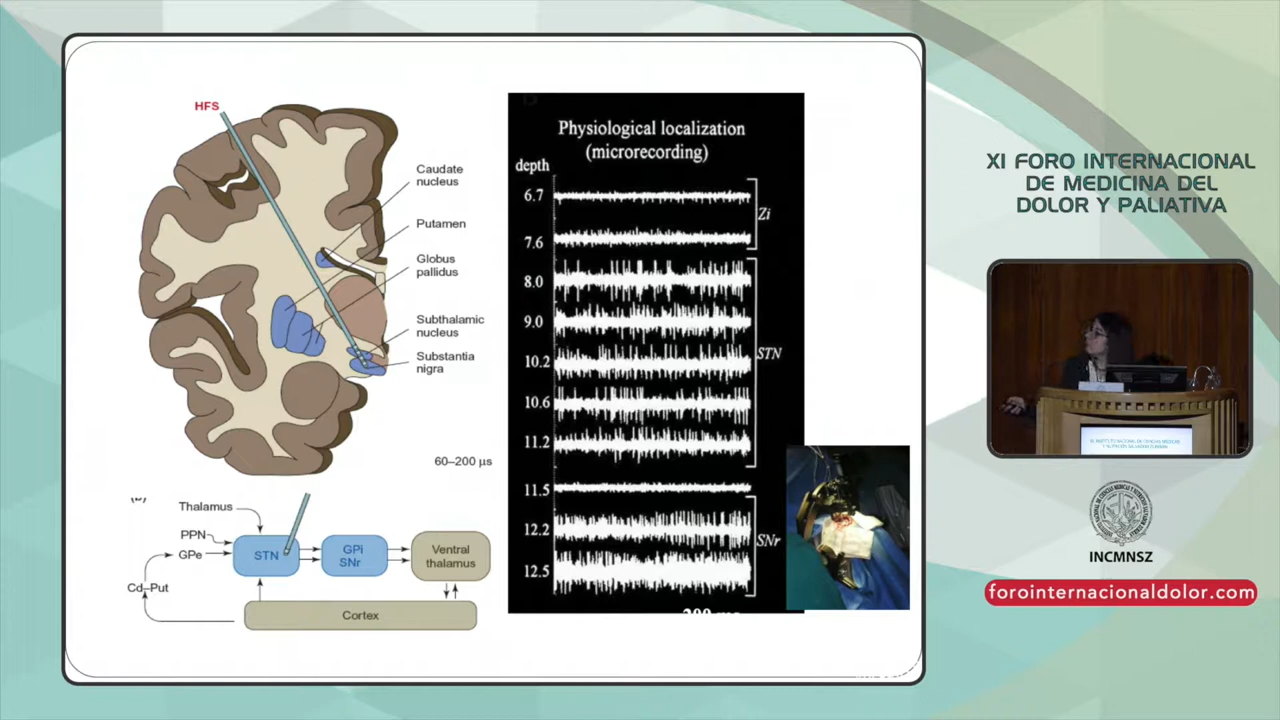 HFS
Caudate
nucleus
Putamen
Globus
pallidus
Subthalamic
nucleus
Substantia
nigra
60–200 µs
Thalamus
PPN
GPe
STN
GPi
SNr
Ventral
thalamus
Cd–Put
Cortex
Physiological localization
(microrecording)
depth
6.7
7.6
Zi
8.0
9.0
10.2
10.6
11.2
STN
11.5
12.2
12.5
SNr
XI FORO INTERNACIONAL
DE MEDICINA DEL
DOLOR Y PALIATIVA
INCMNSZ
forointernacionaldolor.com